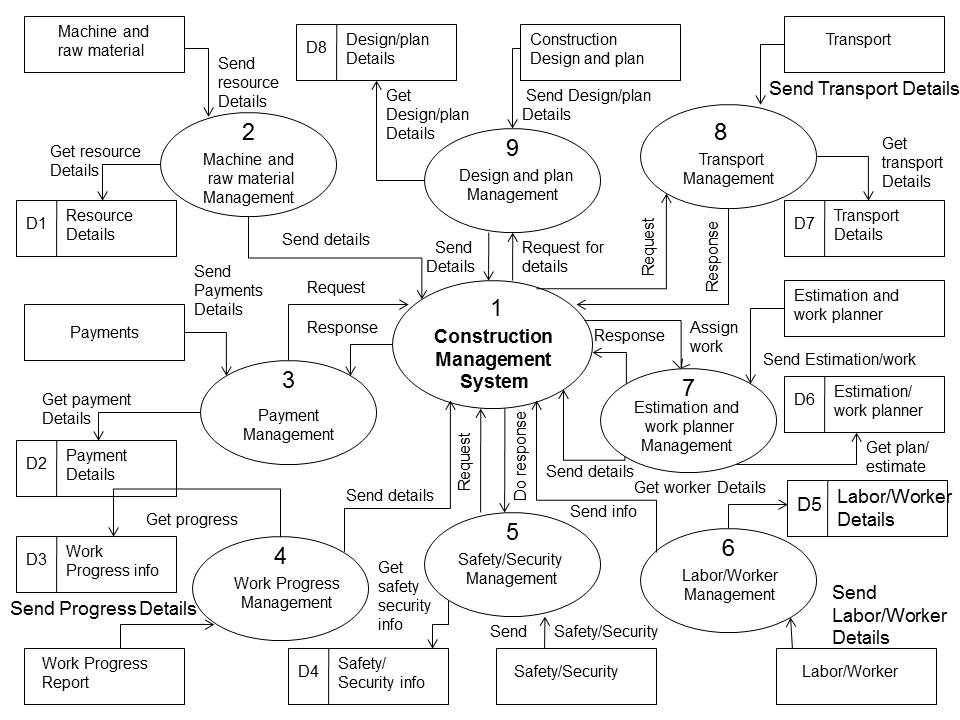 Machine and
raw material
Send
resource
Details
2
Machine and
raw material
Management
Get resource
Details
D1
Resource
Details
Send details
D8
Design/plan
Details
Get
Design/plan
Details
Construction
Design and plan
Send Design/plan
Details
9
Design and plan
Management
Send
Details
Request for
details
Transport
Send Transport Details
8
Transport
Management
Get
transport
Details
D7
Transport
Details
Request
Response
1
Construction
Management
System
Send
Payments
Details
Request
Response
Payments
3
Payment
Management
Get payment
Details
D2
Payment
Details
Response
Assign
work
Estimation and
work planner
Send Estimation/work
7
Estimation and
work planner
Management
D6
Estimation/
work planner
Get plan/
estimate
Send details
Get worker Details
Send info
D5
Labor/Worker
Details
6
Labor/Worker
Management
Send
Labor/Worker
Details
Labor/Worker
Send details
Request
Do response
Get progress
D3
Work
Progress info
Send Progress Details
4
Work Progress
Management
Work Progress
Report
5
Safety/Security
Management
Get
safety
security
info
D4
Safety/
Security info
Send
Safety/Security
Safety/Security